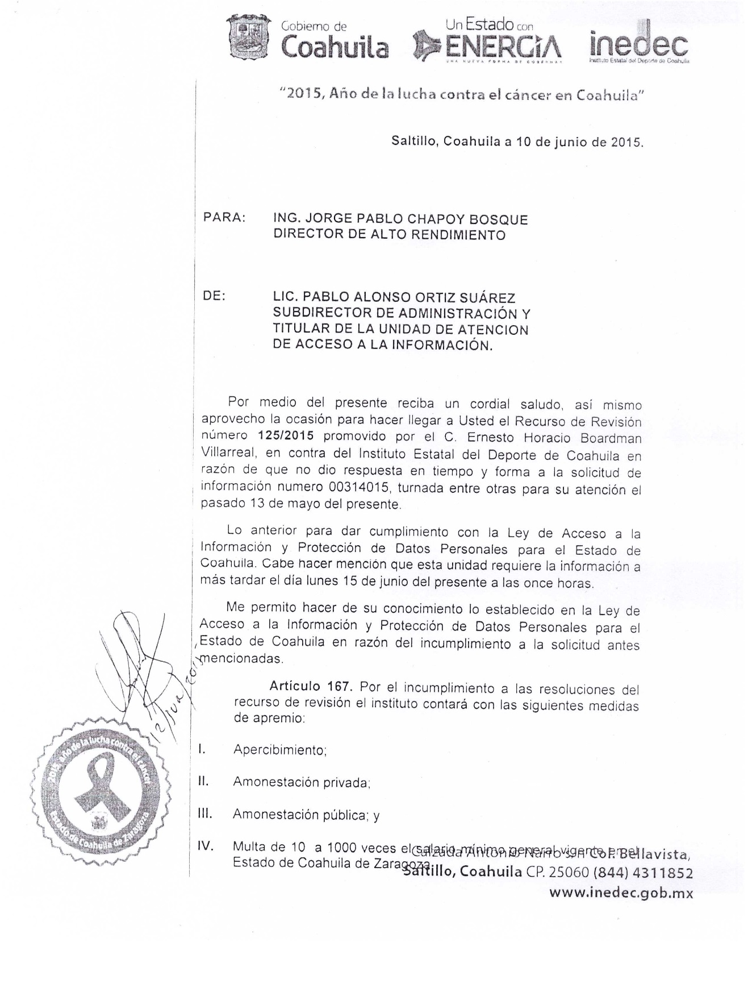 Gobierno de
Coahuila
Un Estado con
ENERGÍA
UNA NUEVA FORMA DE GOBERNAR
inedec
Instituto Estatal del Deporte de Coahuila
"2015, Año de la lucha contra el cáncer en Coahuila"
Saltillo, Coahuila a 10 de junio de 2015.
PARA: ING. JORGE PABLO CHAPOY BOSQUE
DIRECTOR DE ALTO RENDIMIENTO
DE: LIC. PABLO ALONSO ORTIZ SUÁREZ
SUBDIRECTOR DE ADMINISTRACIÓN Y
TITULAR DE LA UNIDAD DE ATENCION
DE ACCESO A LA INFORMACIÓN.
Por medio del presente reciba un cordial saludo, así mismo
aprovecho la ocasión para hacer llegar a Usted el Recurso de Revisión
número 125/2015 promovido por el C. Ernesto Horacio Boardman
Villarreal, en contra del Instituto Estatal del Deporte de Coahuila en
razón de que no dio respuesta en tiempo y forma a la solicitud de
información numero 00314015, turnada entre otras para su atención el
pasado 13 de mayo del presente.
Lo anterior para dar cumplimiento con la Ley de Acceso a la
Información y Protección de Datos Personales para el Estado de
Coahuila. Cabe hacer mención que esta unidad requiere la información a
más tardar el día lunes 15 de junio del presente a las once horas.
Me permito hacer de su conocimiento lo establecido en la Ley de
Acceso a la Información y Protección de Datos Personales para el
Estado de Coahuila en razón del incumplimiento a la solicitud antes
mencionadas.
Artículo 167. Por el incumplimiento a las resoluciones del
recurso de revisión el instituto contará con las siguientes medidas
de apremio:
I. Apercibimiento;
II. Amonestación privada;
III. Amonestación pública; y
IV. Multa de 10 a 1000 veces el salario mínimo general vigente en el
Estado de Coahuila de Zaragoza
12/Jun/2015
2015, año de la lucha contra el cáncer
Estado de Coahuila de Zaragoza
Calzada Antonio Narro s/n Col. Bellavista,
Saltillo, Coahuila CP. 25060 (844) 4311852
www.inedec.gob.mx